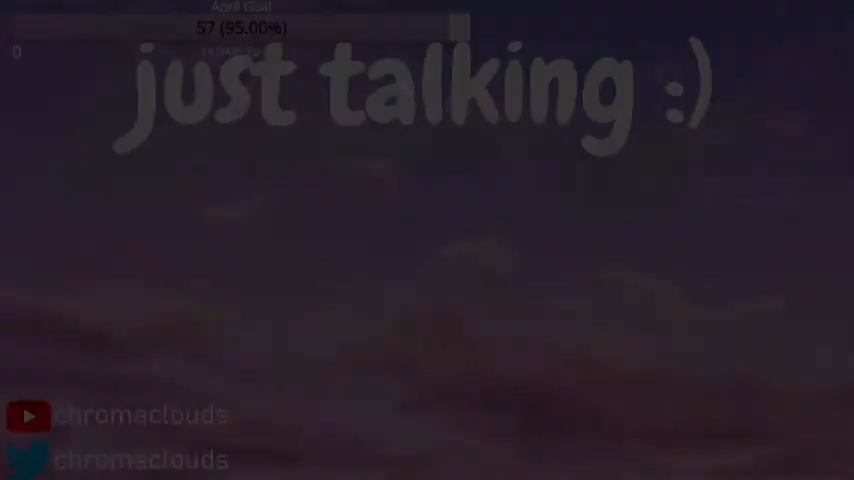 April Goal
57 (95.00%)
0
just talking :)
chromaclouds
chromaclouds